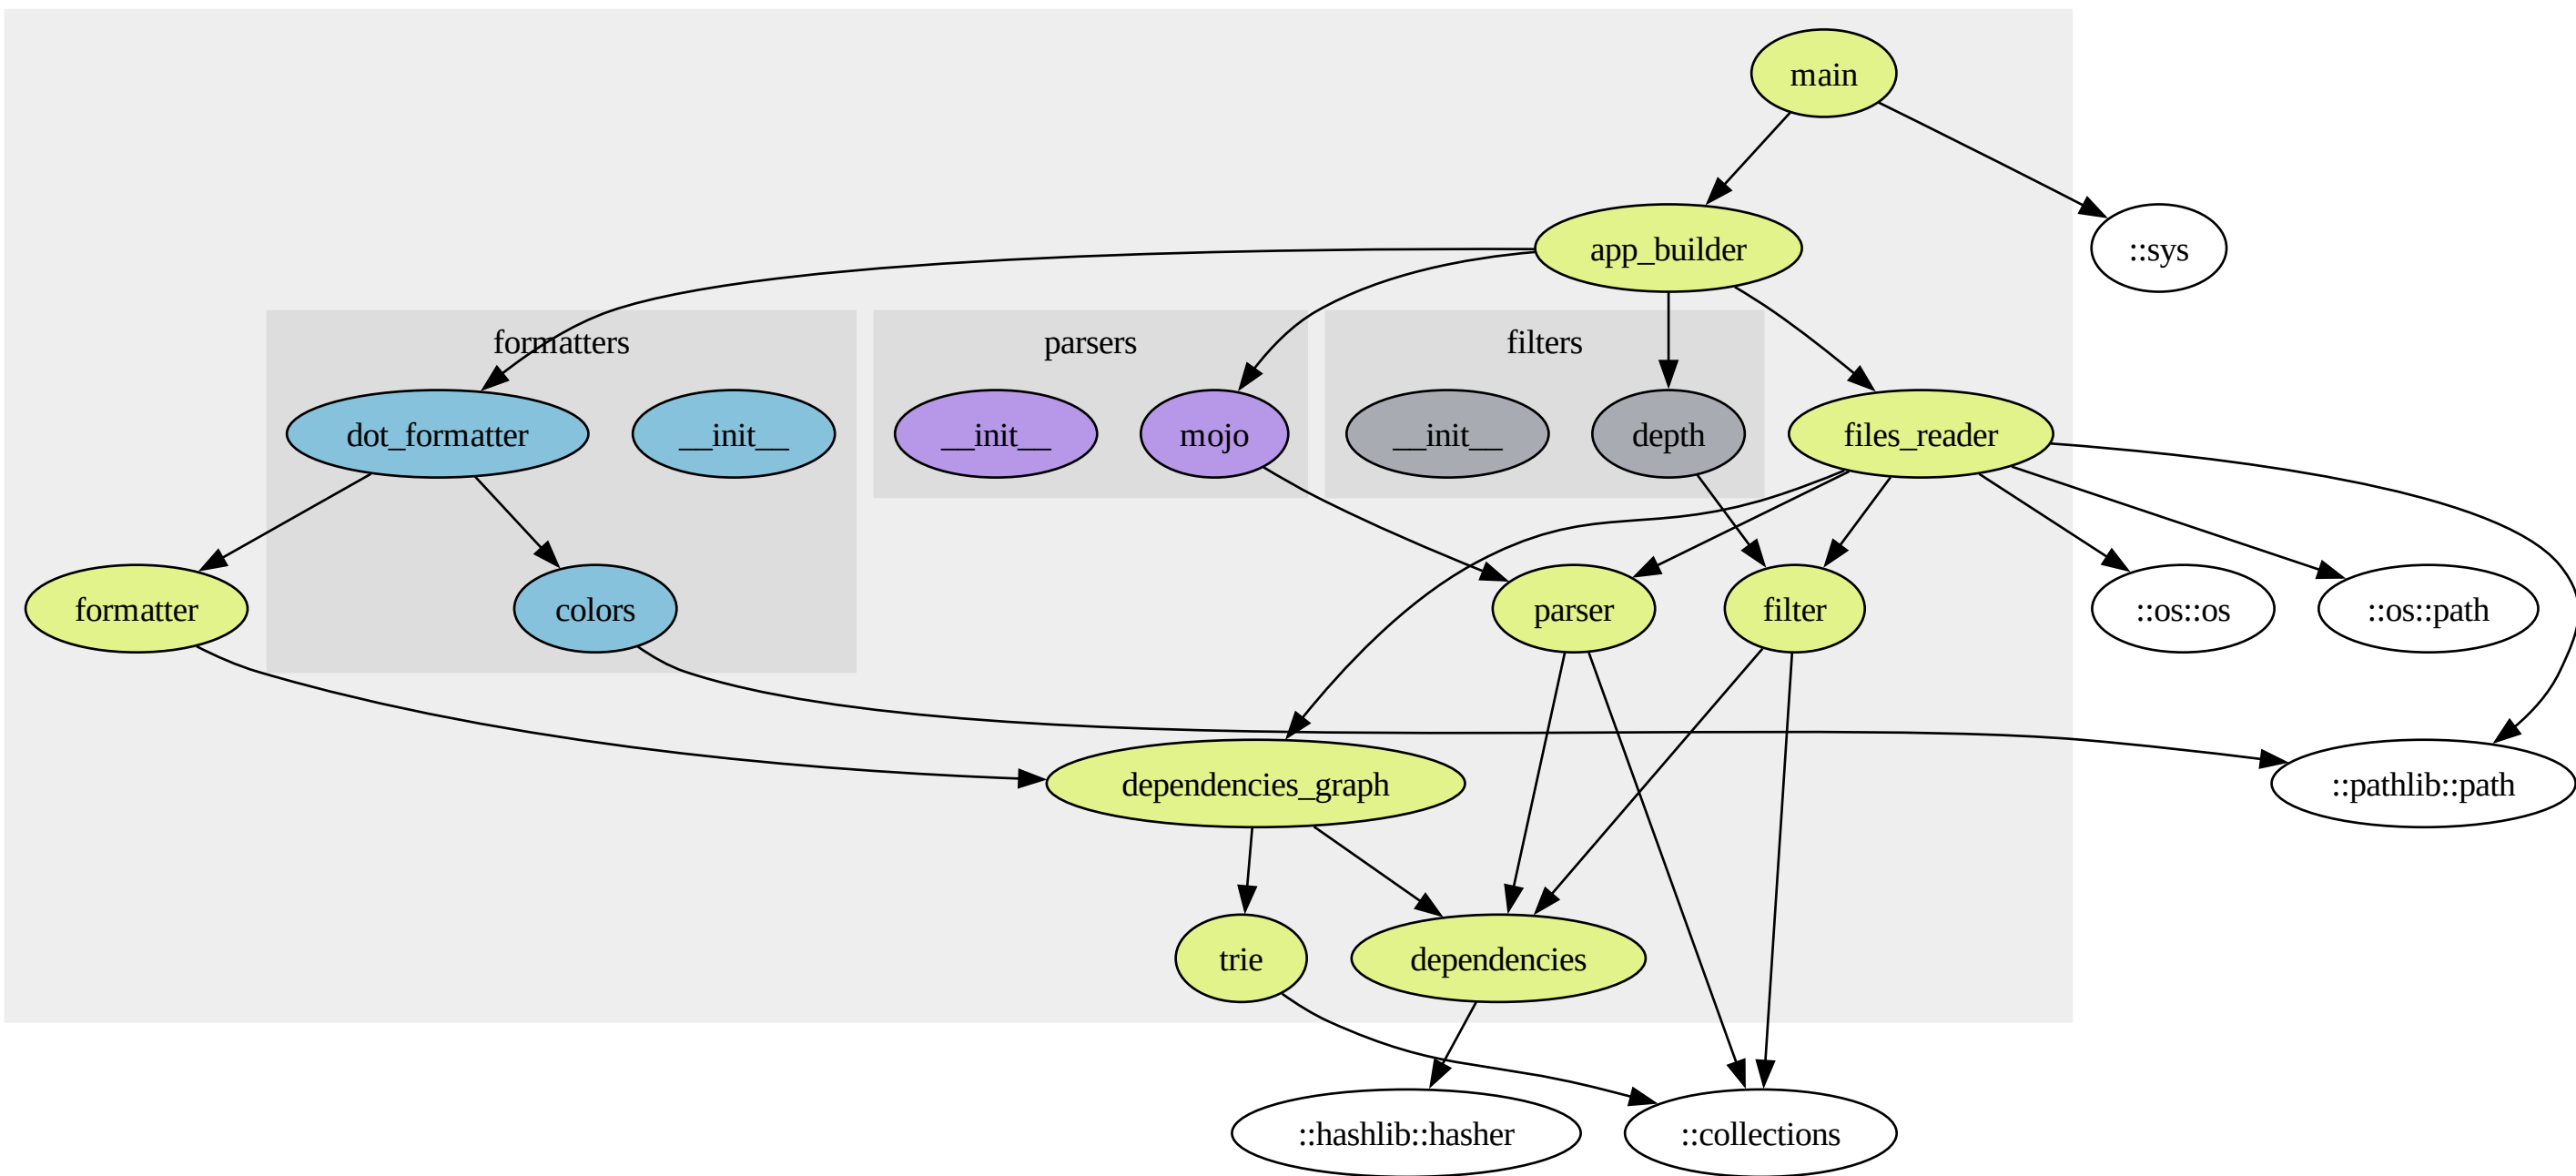 main
app_builder
::sys
formatters
parsers
filters
dot_formatter
__init__
__init__
mojo
__init__
depth
files_reader
formatter
colors
parser
filter
::os::os
::os::path
dependencies_graph
::pathlib::path
trie
dependencies
::hashlib::hasher
::collections